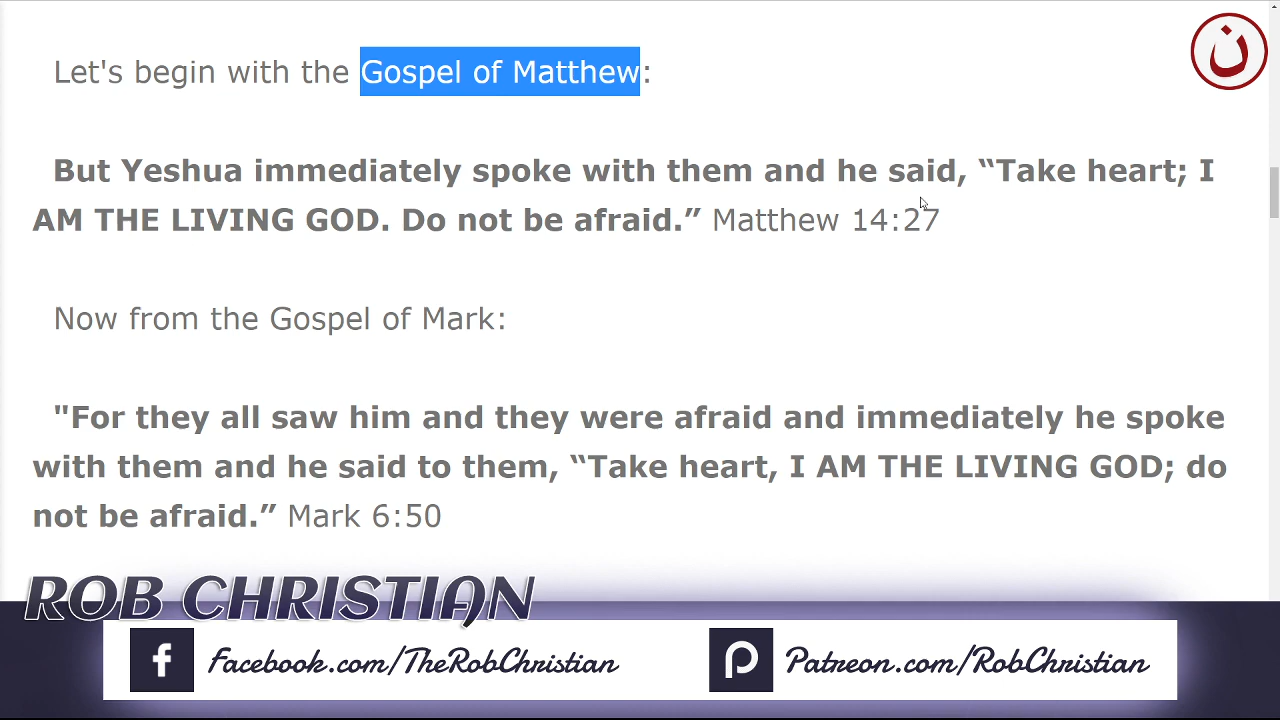 Let's begin with the Gospel of Matthew:
ن
But Yeshua immediately spoke with them and he said, “Take heart; I
AM THE LIVING GOD. Do not be afraid.” Matthew 14:27
Now from the Gospel of Mark:
"For they all saw him and they were afraid and immediately he spoke
with them and he said to them, “Take heart, I AM THE LIVING GOD; do
not be afraid.” Mark 6:50
ROB CHRISTIAN
Facebook.com/TheRobChristian
Patreon.com/RobChristian